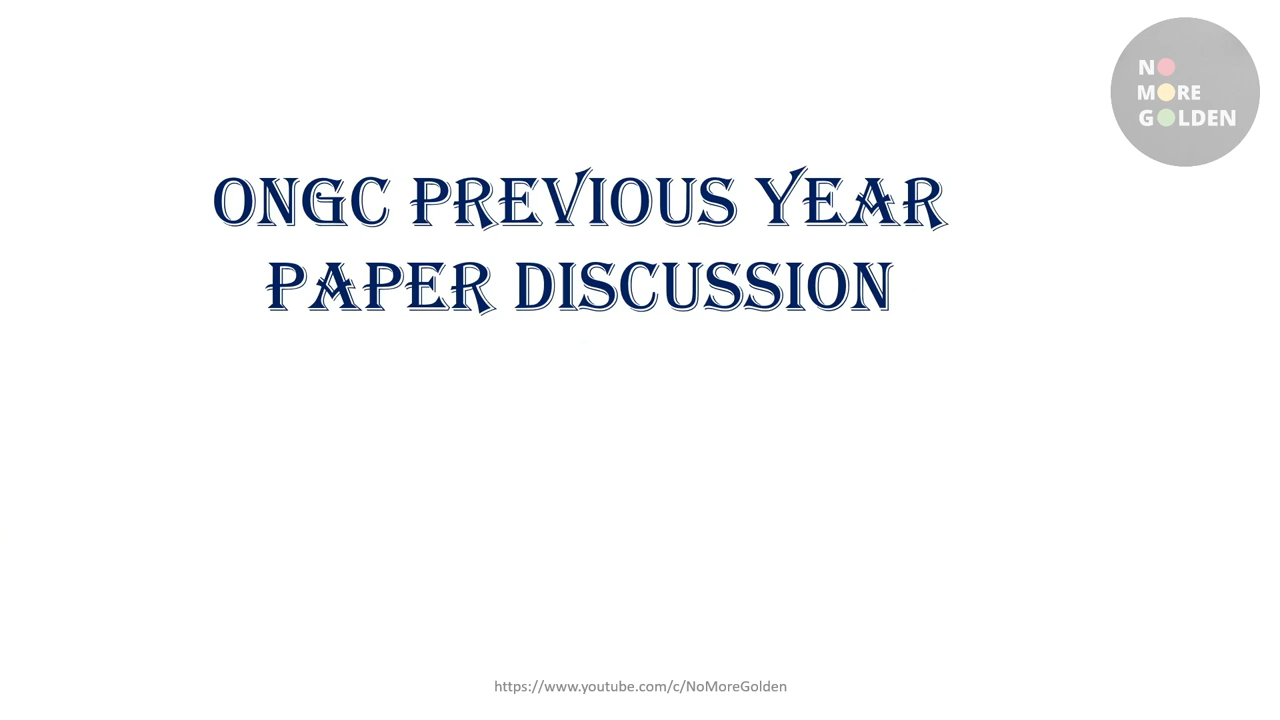 NO
MORE
GOLDEN
ONGC PREVIOUS YEAR
PAPER DISCUSSION
https://www.youtube.com/c/NoMoreGolden